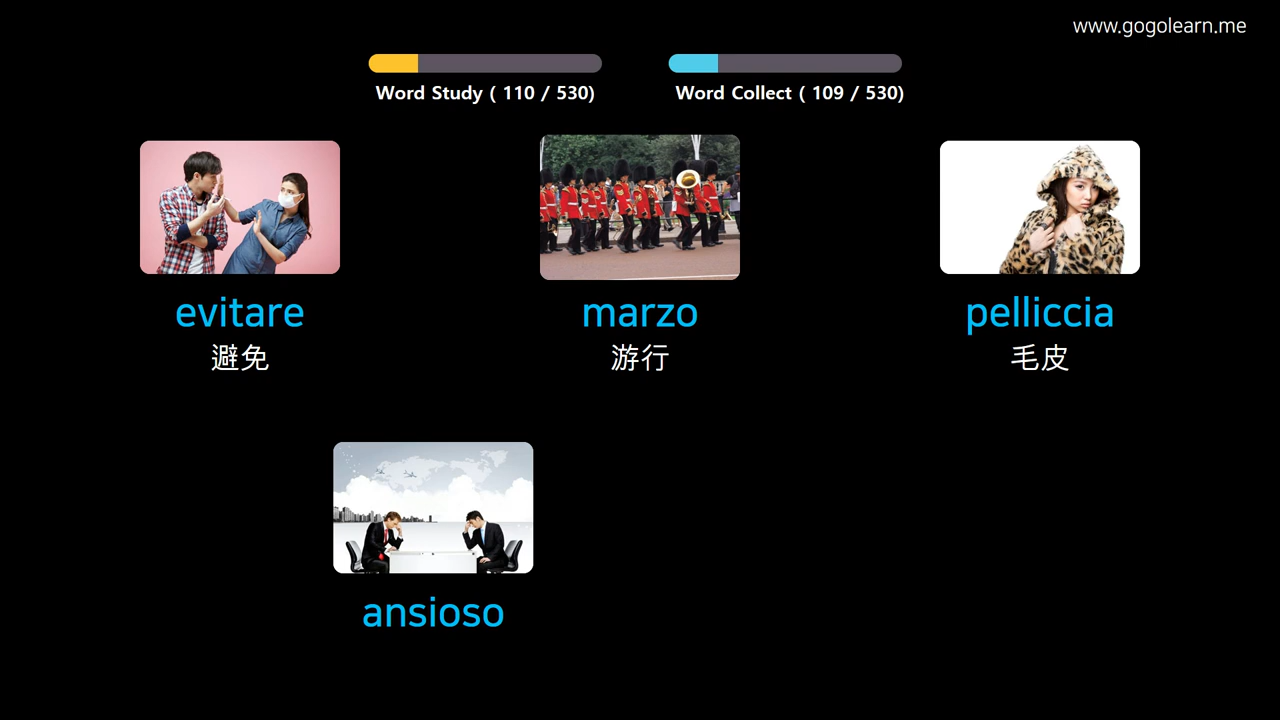 www.gogolearn.me
Word Study ( 110 / 530)
Word Collect ( 109 / 530)
evitare
避免
marzo
游行
pelliccia
毛皮
ansioso